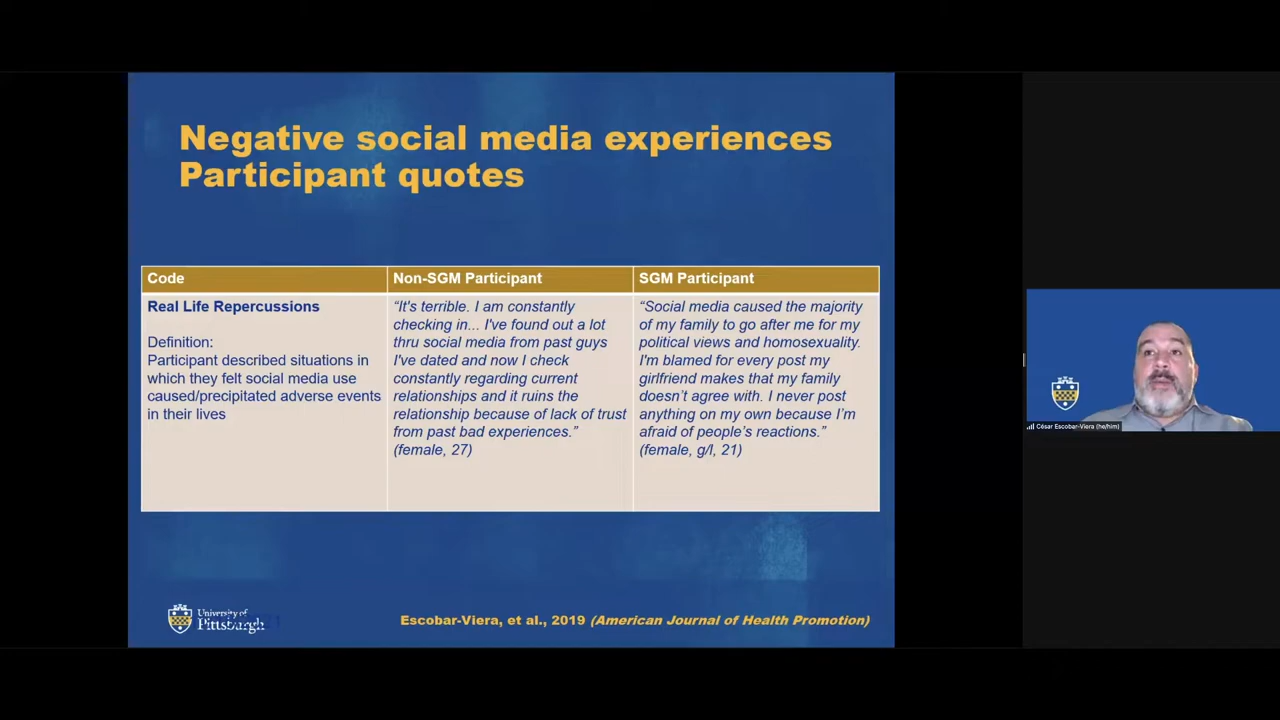 Negative social media experiences
Participant quotes
Code
Non-SGM Participant
SGM Participant
Real Life Repercussions
Definition:
Participant described situations in
which they felt social media use
caused/precipitated adverse events
in their lives
“It's terrible. I am constantly
checking in... I've found out a lot
thru social media from past guys
I've dated and now I check
constantly regarding current
relationships and it ruins the
relationship because of lack of trust
from past bad experiences.”
(female, 27)
“Social media caused the majority
of my family to go after me for my
political views and homosexuality.
I'm blamed for every post my
girlfriend makes that my family
doesn’t agree with. I never post
anything on my own because I’m
afraid of people’s reactions.”
(female, g/l, 21)
University of
Pittsburgh
Escobar-Viera, et al., 2019 (American Journal of Health Promotion)
César Escobar-Viera (he/him)